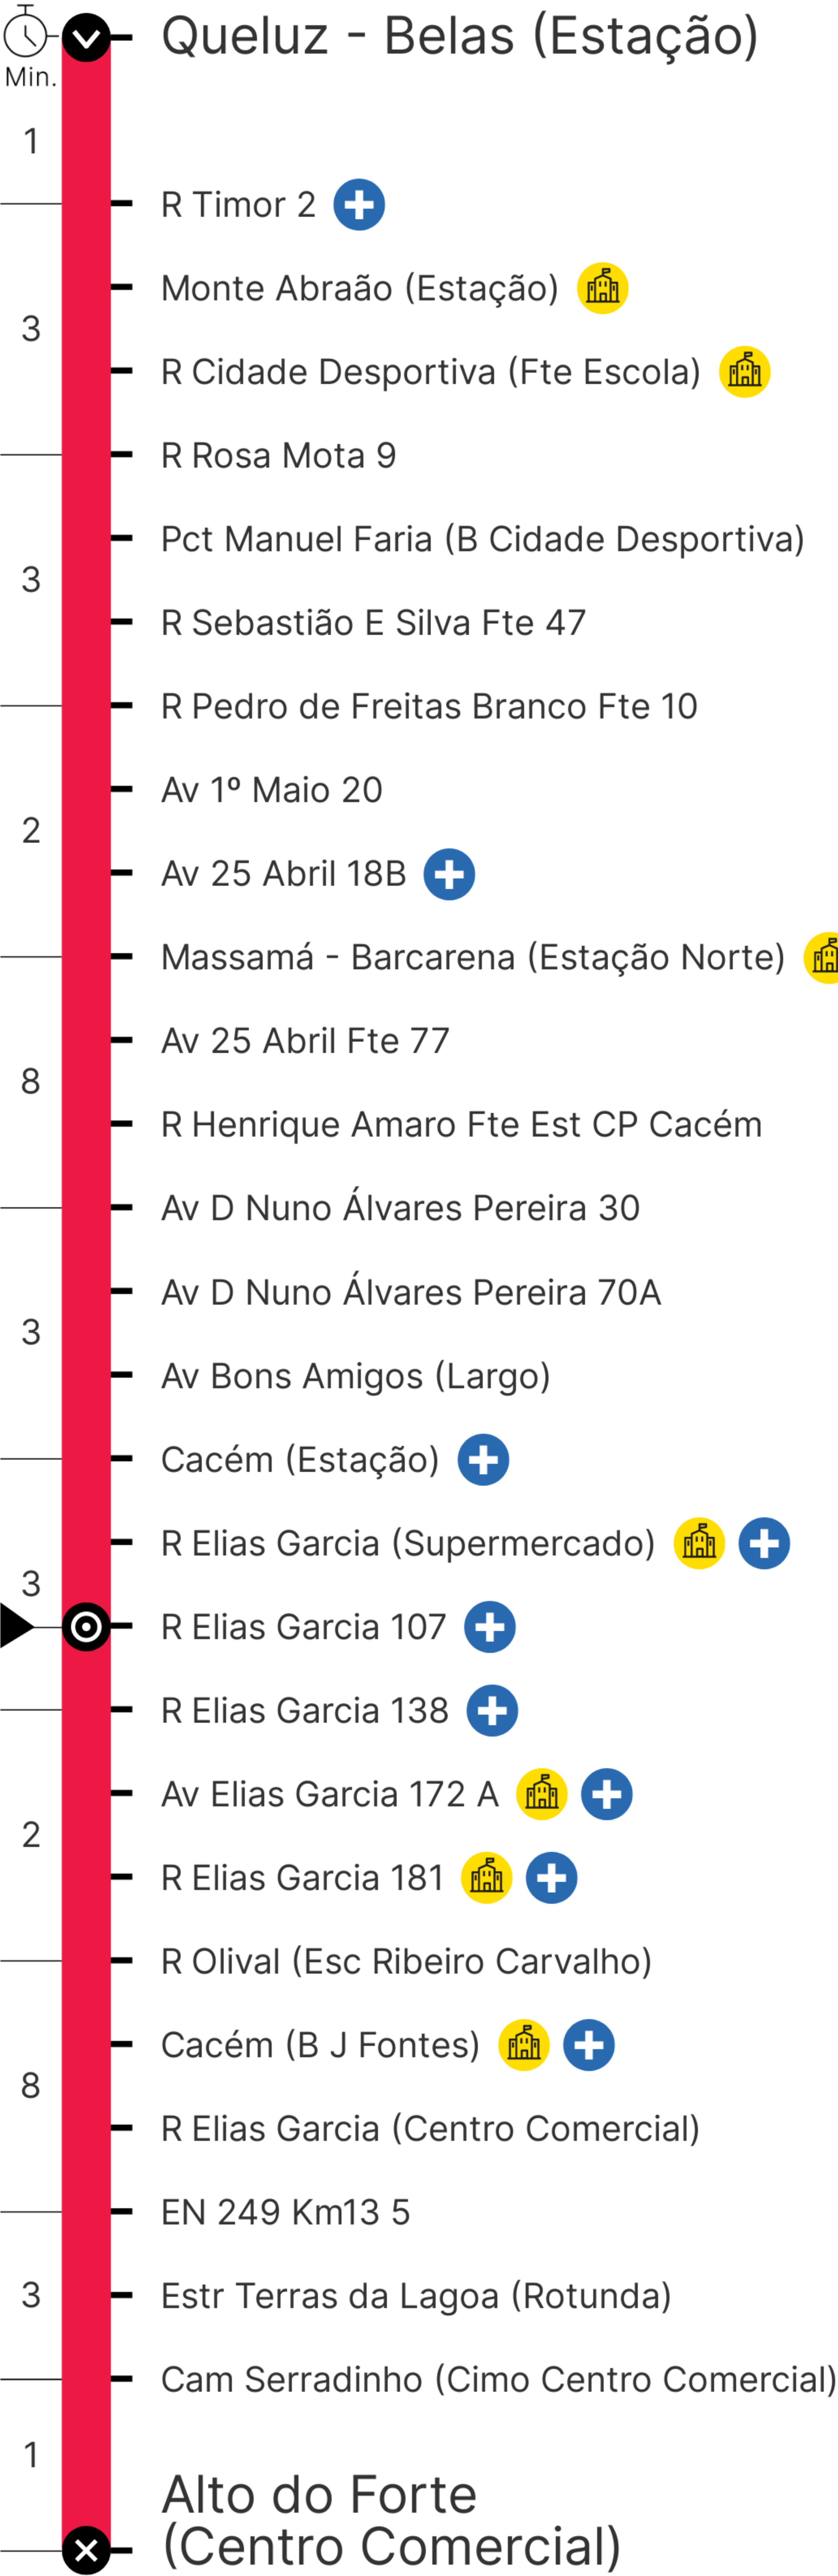 Queluz - Belas (Estação)
Min.
1
R Timor 2
Monte Abraão (Estação)
3
R Cidade Desportiva (Fte Escola)
R Rosa Mota 9
Pct Manuel Faria (B Cidade Desportiva)
3
R Sebastião E Silva Fte 47
R Pedro de Freitas Branco Fte 10
Av 1º Maio 20
2
Av 25 Abril 18B
Massamá - Barcarena (Estação Norte)
Av 25 Abril Fte 77
8
R Henrique Amaro Fte Est CP Cacém
Av D Nuno Álvares Pereira 30
Av D Nuno Álvares Pereira 70A
3
Av Bons Amigos (Largo)
Cacém (Estação)
R Elias Garcia (Supermercado)
3
R Elias Garcia 107
R Elias Garcia 138
Av Elias Garcia 172 A
2
R Elias Garcia 181
R Olival (Esc Ribeiro Carvalho)
Cacém (B J Fontes)
8
R Elias Garcia (Centro Comercial)
EN 249 Km13 5
3
Estr Terras da Lagoa (Rotunda)
Cam Serradinho (Cimo Centro Comercial)
1
Alto do Forte
(Centro Comercial)